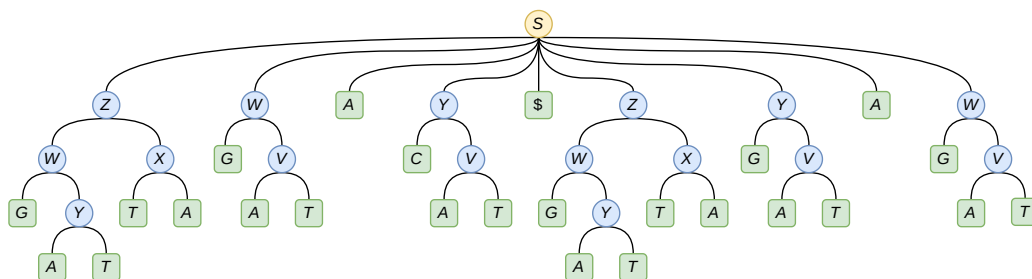 S
Z W A Y $ Z Y A W
W X G V C V W X G V G V
G Y T A A T A T G Y T A A T A T
A T A T